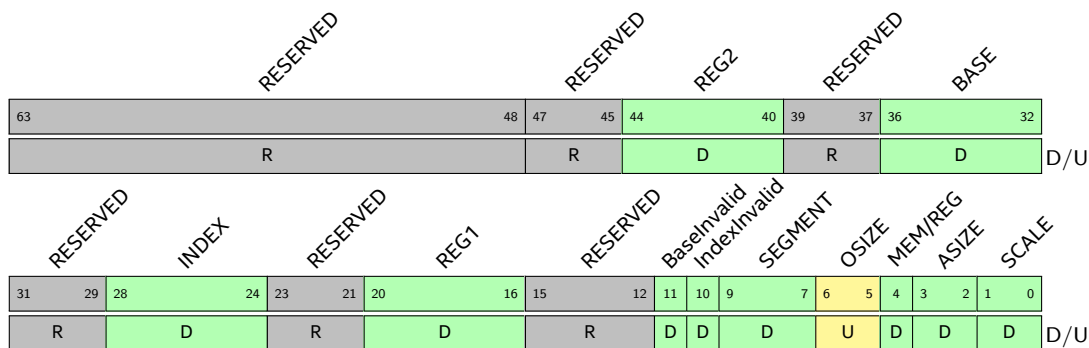 RESERVED RESERVED REG2 RESERVED BASE
63 48 47 45 44 40 39 37 36 32
R R D R D D/U
RESERVED INDEX RESERVED REG1 RESERVED BaseInvalid IndexInvalid SEGMENT OSIZE MEM/REG ASIZE SCALE
31 29 28 24 23 21 20 16 15 12 11 10 9 7 6 5 4 3 2 1 0
R D R D R D D D U D D D D/U